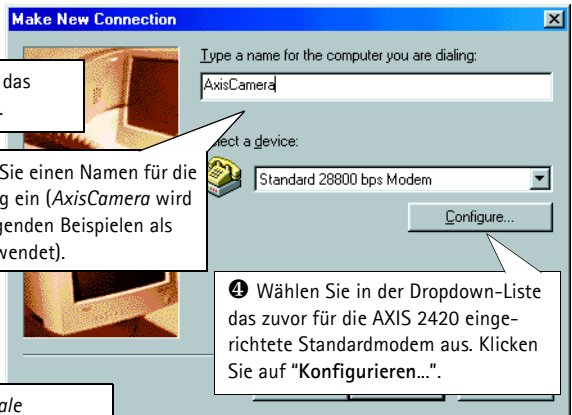 Make New Connection
Type a name for the computer you are dialing:
AxisCamera
das
.
Sie einen Namen für die
g ein (AxisCamera wird
genden Beispielen als
wendet).
ect a device:
Standard 28800 bps Modem
Configure...
❹ Wählen Sie in der Dropdown-Liste
das zuvor für die AXIS 2420 einge-
richtete Standardmodem aus. Klicken
Sie auf "Konfigurieren...".
ale